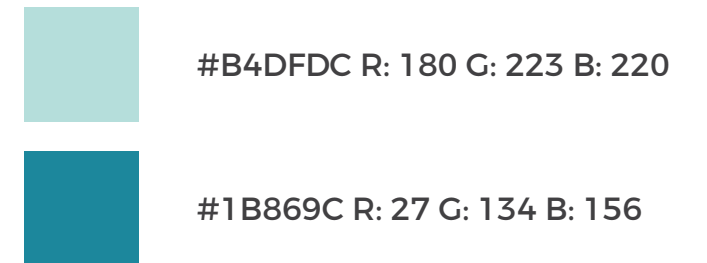 #B4DFDC R: 180 G: 223 B: 220
#1B869C R: 27 G: 134 B: 156